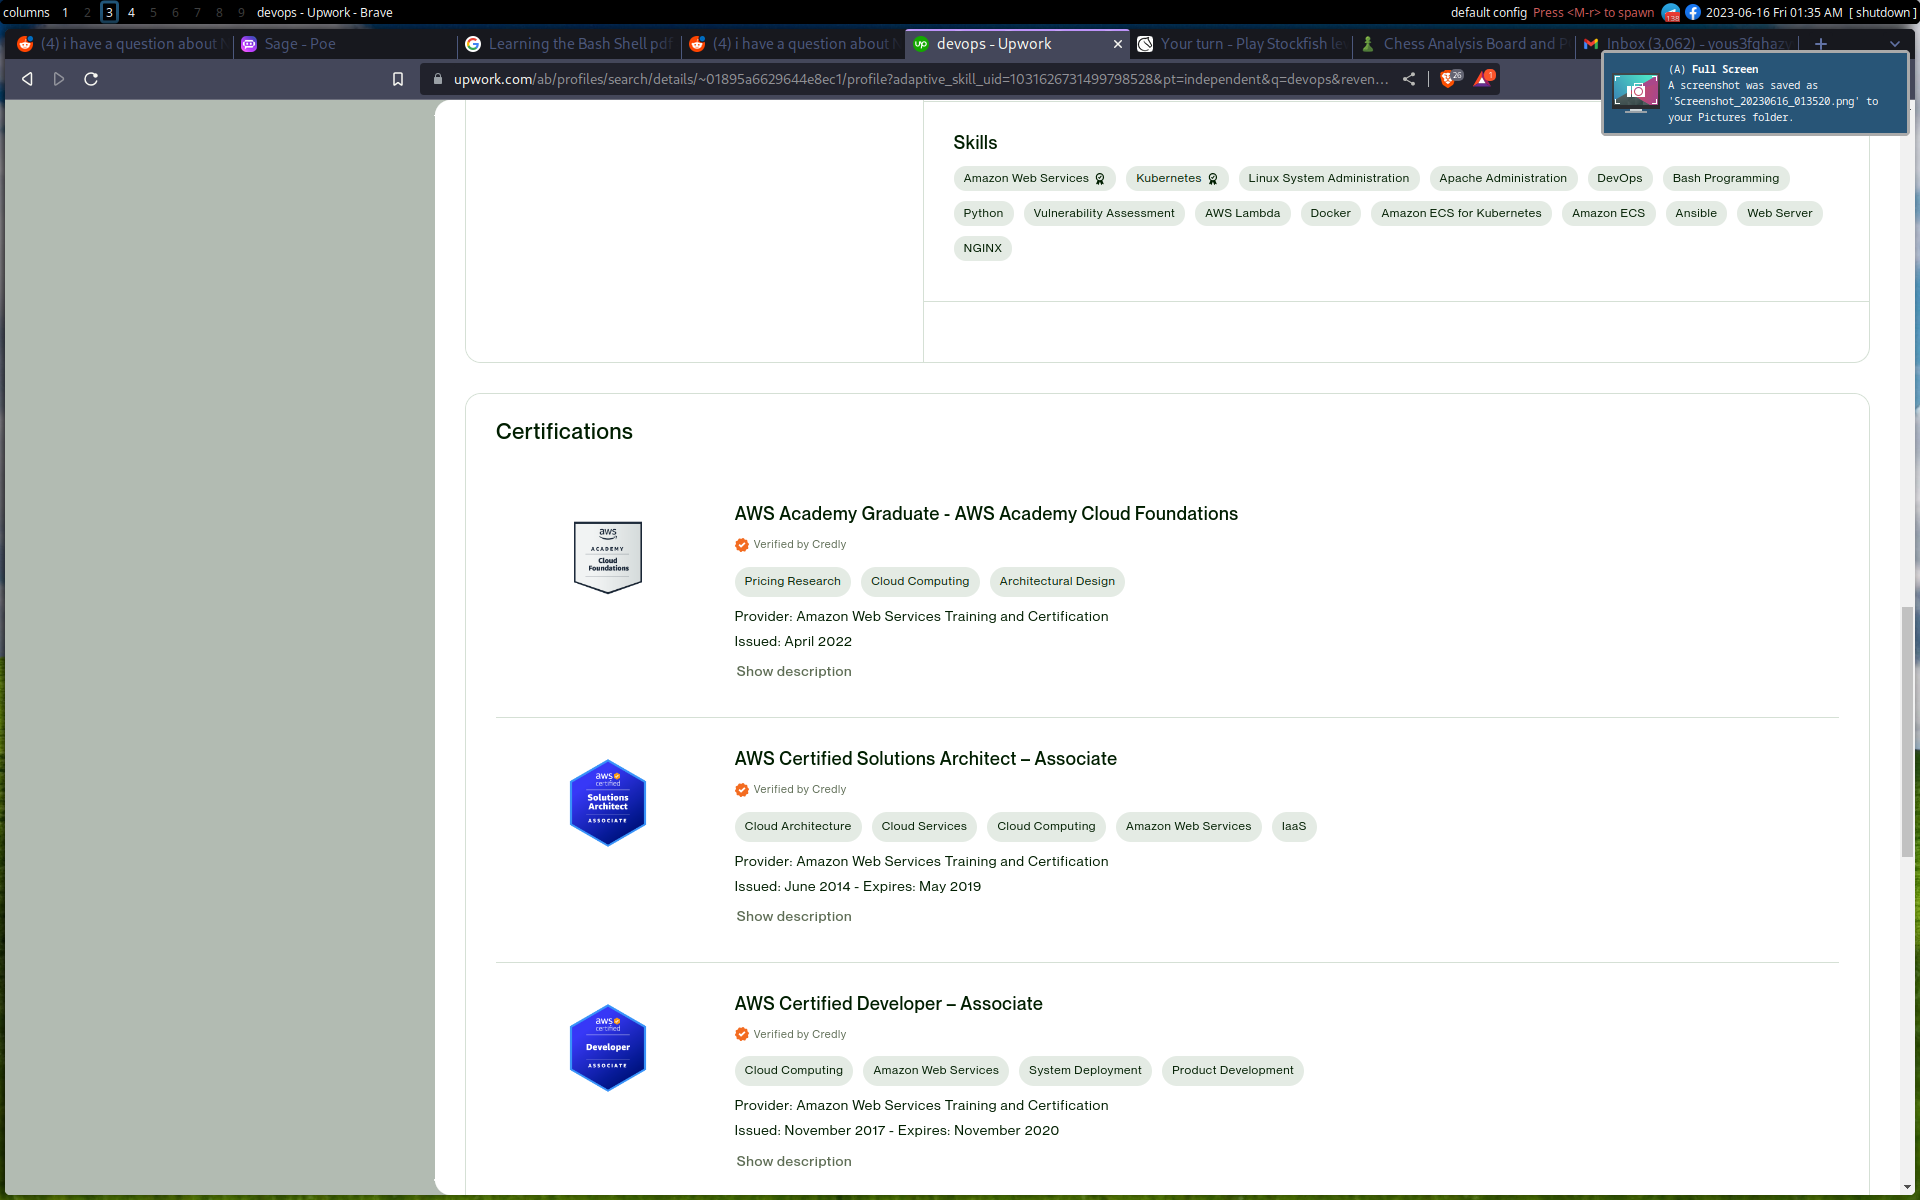 columns 1 2 3 4 5 6 7 8 9 devops - Upwork - Brave
default config Press <M-r> to spawn 138 2023-06-16 Fri 01:35 AM [ shutdown ]
(4) i have a question about
Sage - Poe
Learning the Bash Shell pdf
(4) i have a question about
devops - Upwork
Your turn - Play Stockfish le
Chess Analysis Board and P
Inbox (3,062) - yous3fghazy
upwork.com/ab/profiles/search/details/~01895a6629644e8ec1/profile?adaptive_skill_uid=1031626731499798528&pt=independent&q=devops&reven...
26
1
(A) Full Screen
A screenshot was saved as
'Screenshot_20230616_013520.png' to
your Pictures folder.
Skills
Amazon Web Services Kubernetes Linux System Administration Apache Administration DevOps Bash Programming
Python Vulnerability Assessment AWS Lambda Docker Amazon ECS for Kubernetes Amazon ECS Ansible Web Server
NGINX
Certifications
aws
ACADEMY
Cloud
Foundations
AWS Academy Graduate - AWS Academy Cloud Foundations
Verified by Credly
Pricing Research Cloud Computing Architectural Design
Provider: Amazon Web Services Training and Certification
Issued: April 2022
Show description
aws
certified
Solutions
Architect
ASSOCIATE
AWS Certified Solutions Architect – Associate
Verified by Credly
Cloud Architecture Cloud Services Cloud Computing Amazon Web Services IaaS
Provider: Amazon Web Services Training and Certification
Issued: June 2014 - Expires: May 2019
Show description
aws
certified
Developer
ASSOCIATE
AWS Certified Developer – Associate
Verified by Credly
Cloud Computing Amazon Web Services System Deployment Product Development
Provider: Amazon Web Services Training and Certification
Issued: November 2017 - Expires: November 2020
Show description